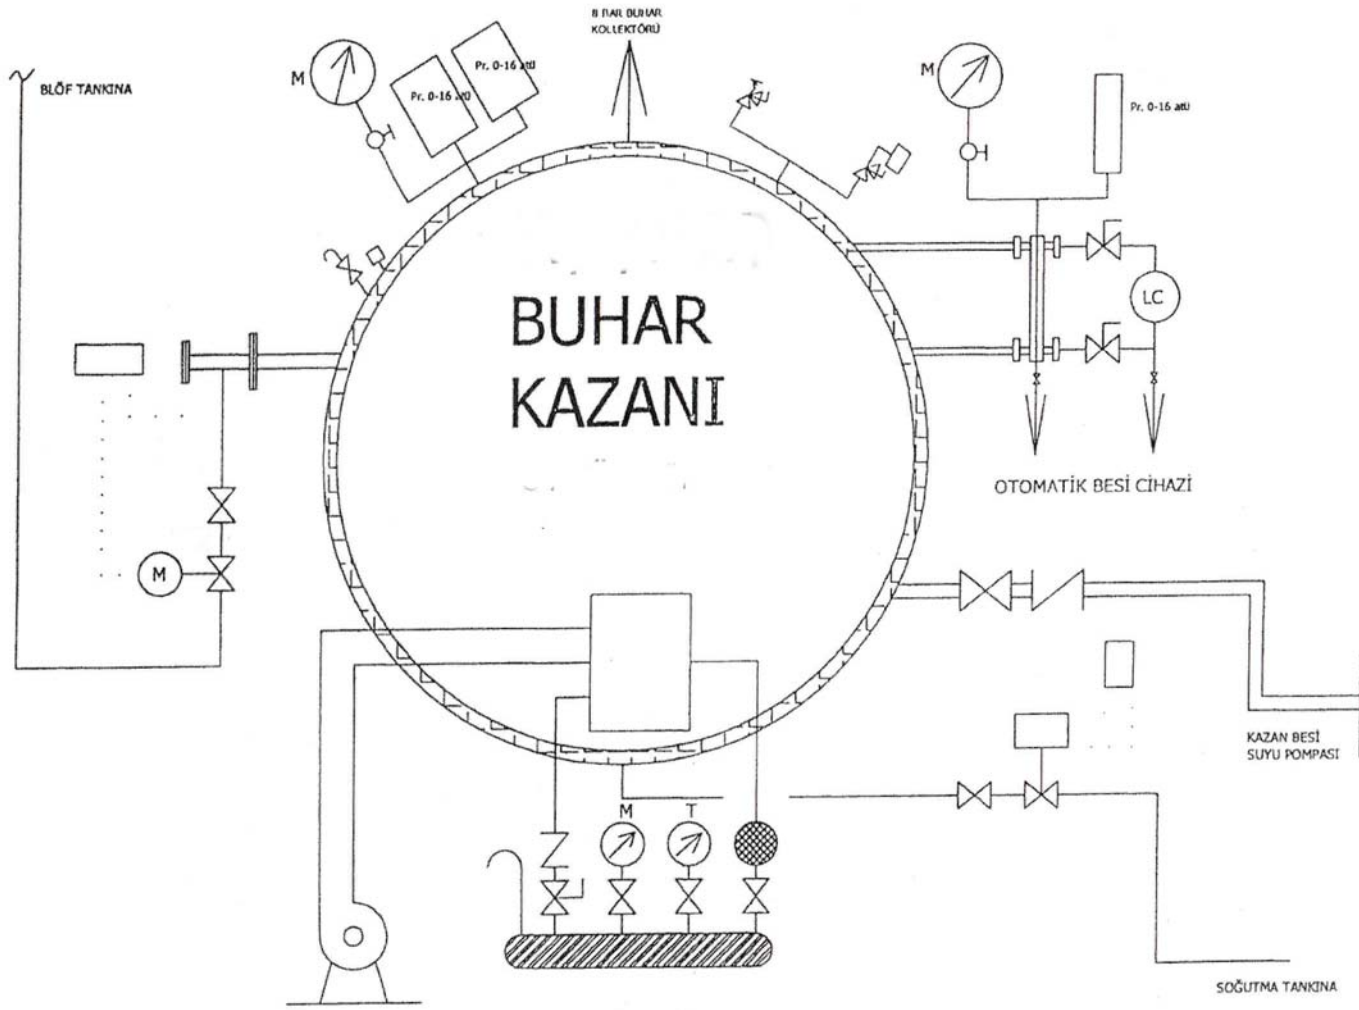 8 BAR BUHAR
KOLLEKTÖRÜ
M
Pr. 0-16 atü
Pr. 0-16 atü
M
Pr. 0-16 atü
BLÖF TANKINA
BUHAR
KAZANI
LC
OTOMATİK BESİ CİHAZİ
M
KAZAN BESİ
SUYU POMPASI
M
T
SOĞUTMA TANKINA